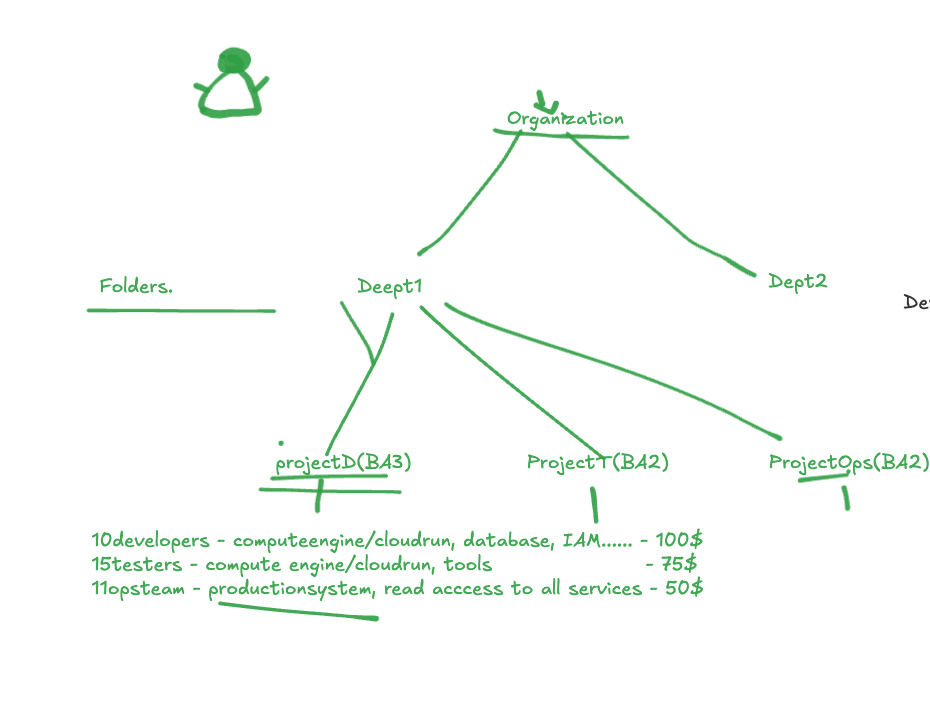 Organization
Folders.
Deept1
Dept2
De
projectD(BA3)
ProjectT(BA2)
ProjectOps(BA2)
10developers - computeengine/cloudrun, database, IAM...... - 100$
15testers - compute engine/cloudrun, tools - 75$
11opsteam - productionsystem, read acccess to all services - 50$